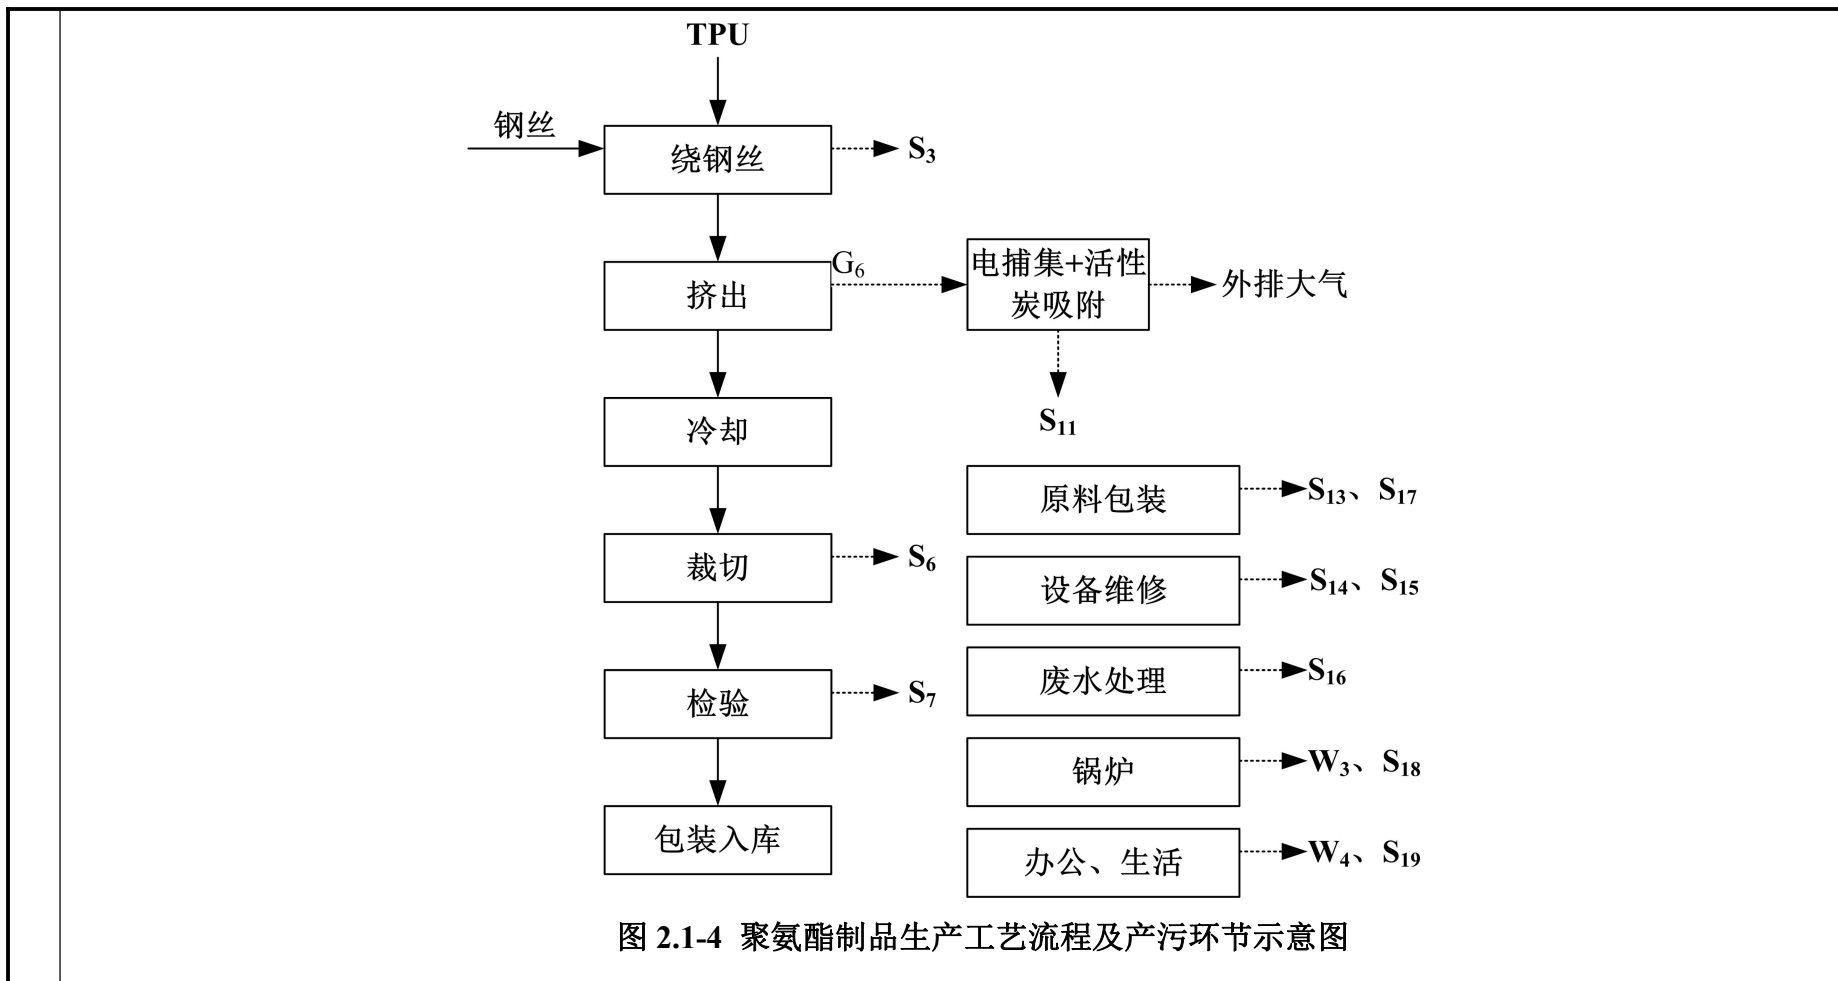 TPU
钢丝
绕钢丝
S3
挤出
G6
电捕集+活性
炭吸附
外排大气
S11
冷却
原料包装
S13、S17
裁切
S6
设备维修
S14、S15
检验
S7
废水处理
S16
锅炉
W3、S18
包装入库
办公、生活
W4、S19
图 2.1-4 聚氨酯制品生产工艺流程及产污环节示意图